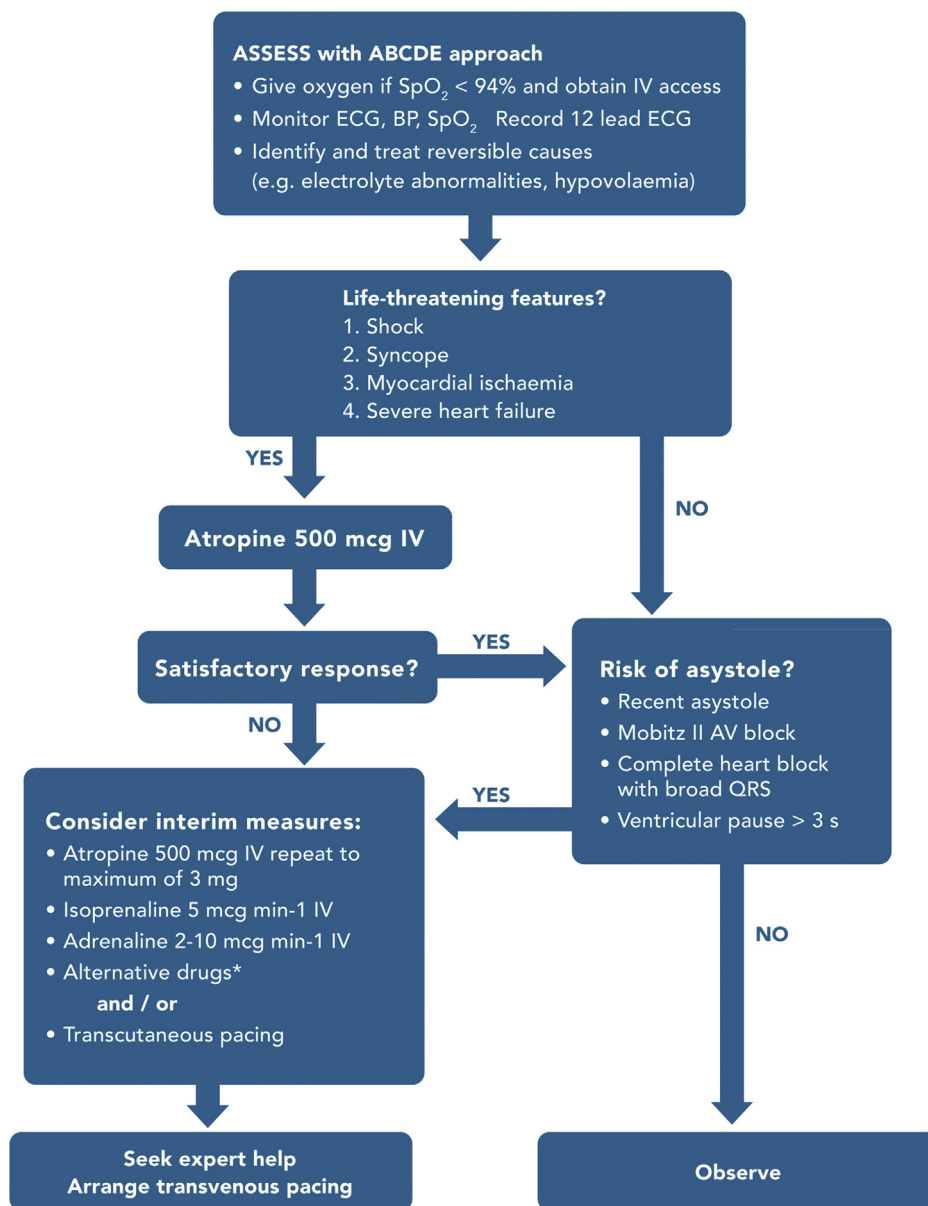 ASSESS with ABCDE approach
• Give oxygen if SpO₂ < 94% and obtain IV access
• Monitor ECG, BP, SpO₂ Record 12 lead ECG
• Identify and treat reversible causes
(e.g. electrolyte abnormalities, hypovolaemia)
Life-threatening features?
1. Shock
2. Syncope
3. Myocardial ischaemia
4. Severe heart failure
YES
NO
Atropine 500 mcg IV
Satisfactory response?
YES
NO
Risk of asystole?
• Recent asystole
• Mobitz II AV block
• Complete heart block
with broad QRS
• Ventricular pause > 3 s
YES
NO
Consider interim measures:
• Atropine 500 mcg IV repeat to
maximum of 3 mg
• Isoprenaline 5 mcg min-1 IV
• Adrenaline 2-10 mcg min-1 IV
• Alternative drugs*
and / or
• Transcutaneous pacing
Seek expert help
Arrange transvenous pacing
Observe